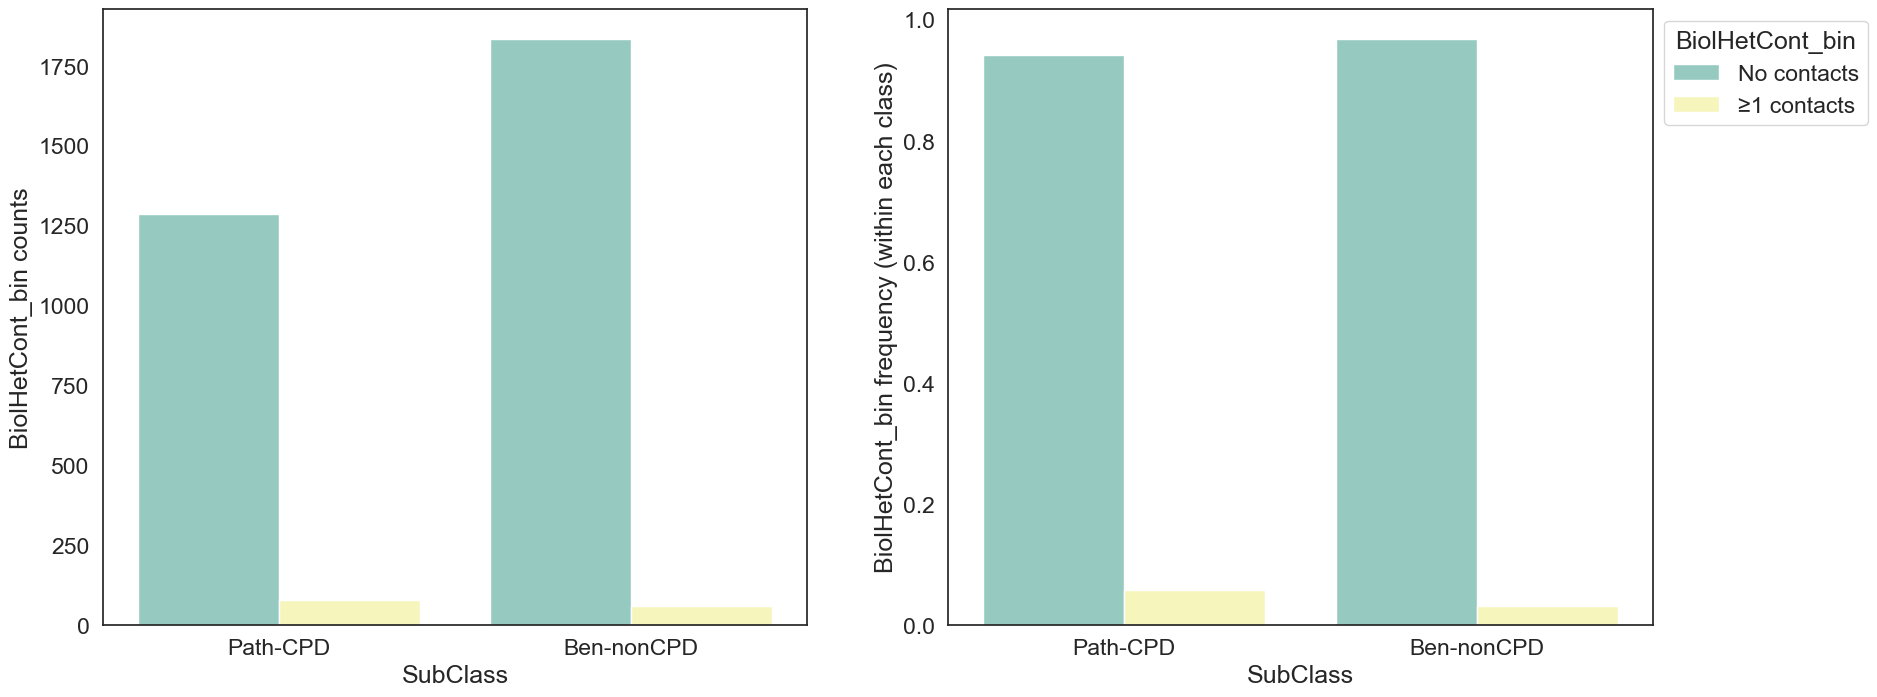 BiolHetCont_bin counts
1750
1500
1250
1000
750
500
250
0
Path-CPD
Ben-nonCPD
SubClass
BiolHetCont_bin frequency (within each class)
1.0
0.8
0.6
0.4
0.2
0.0
Path-CPD
Ben-nonCPD
SubClass
BiolHetCont_bin
No contacts
≥1 contacts